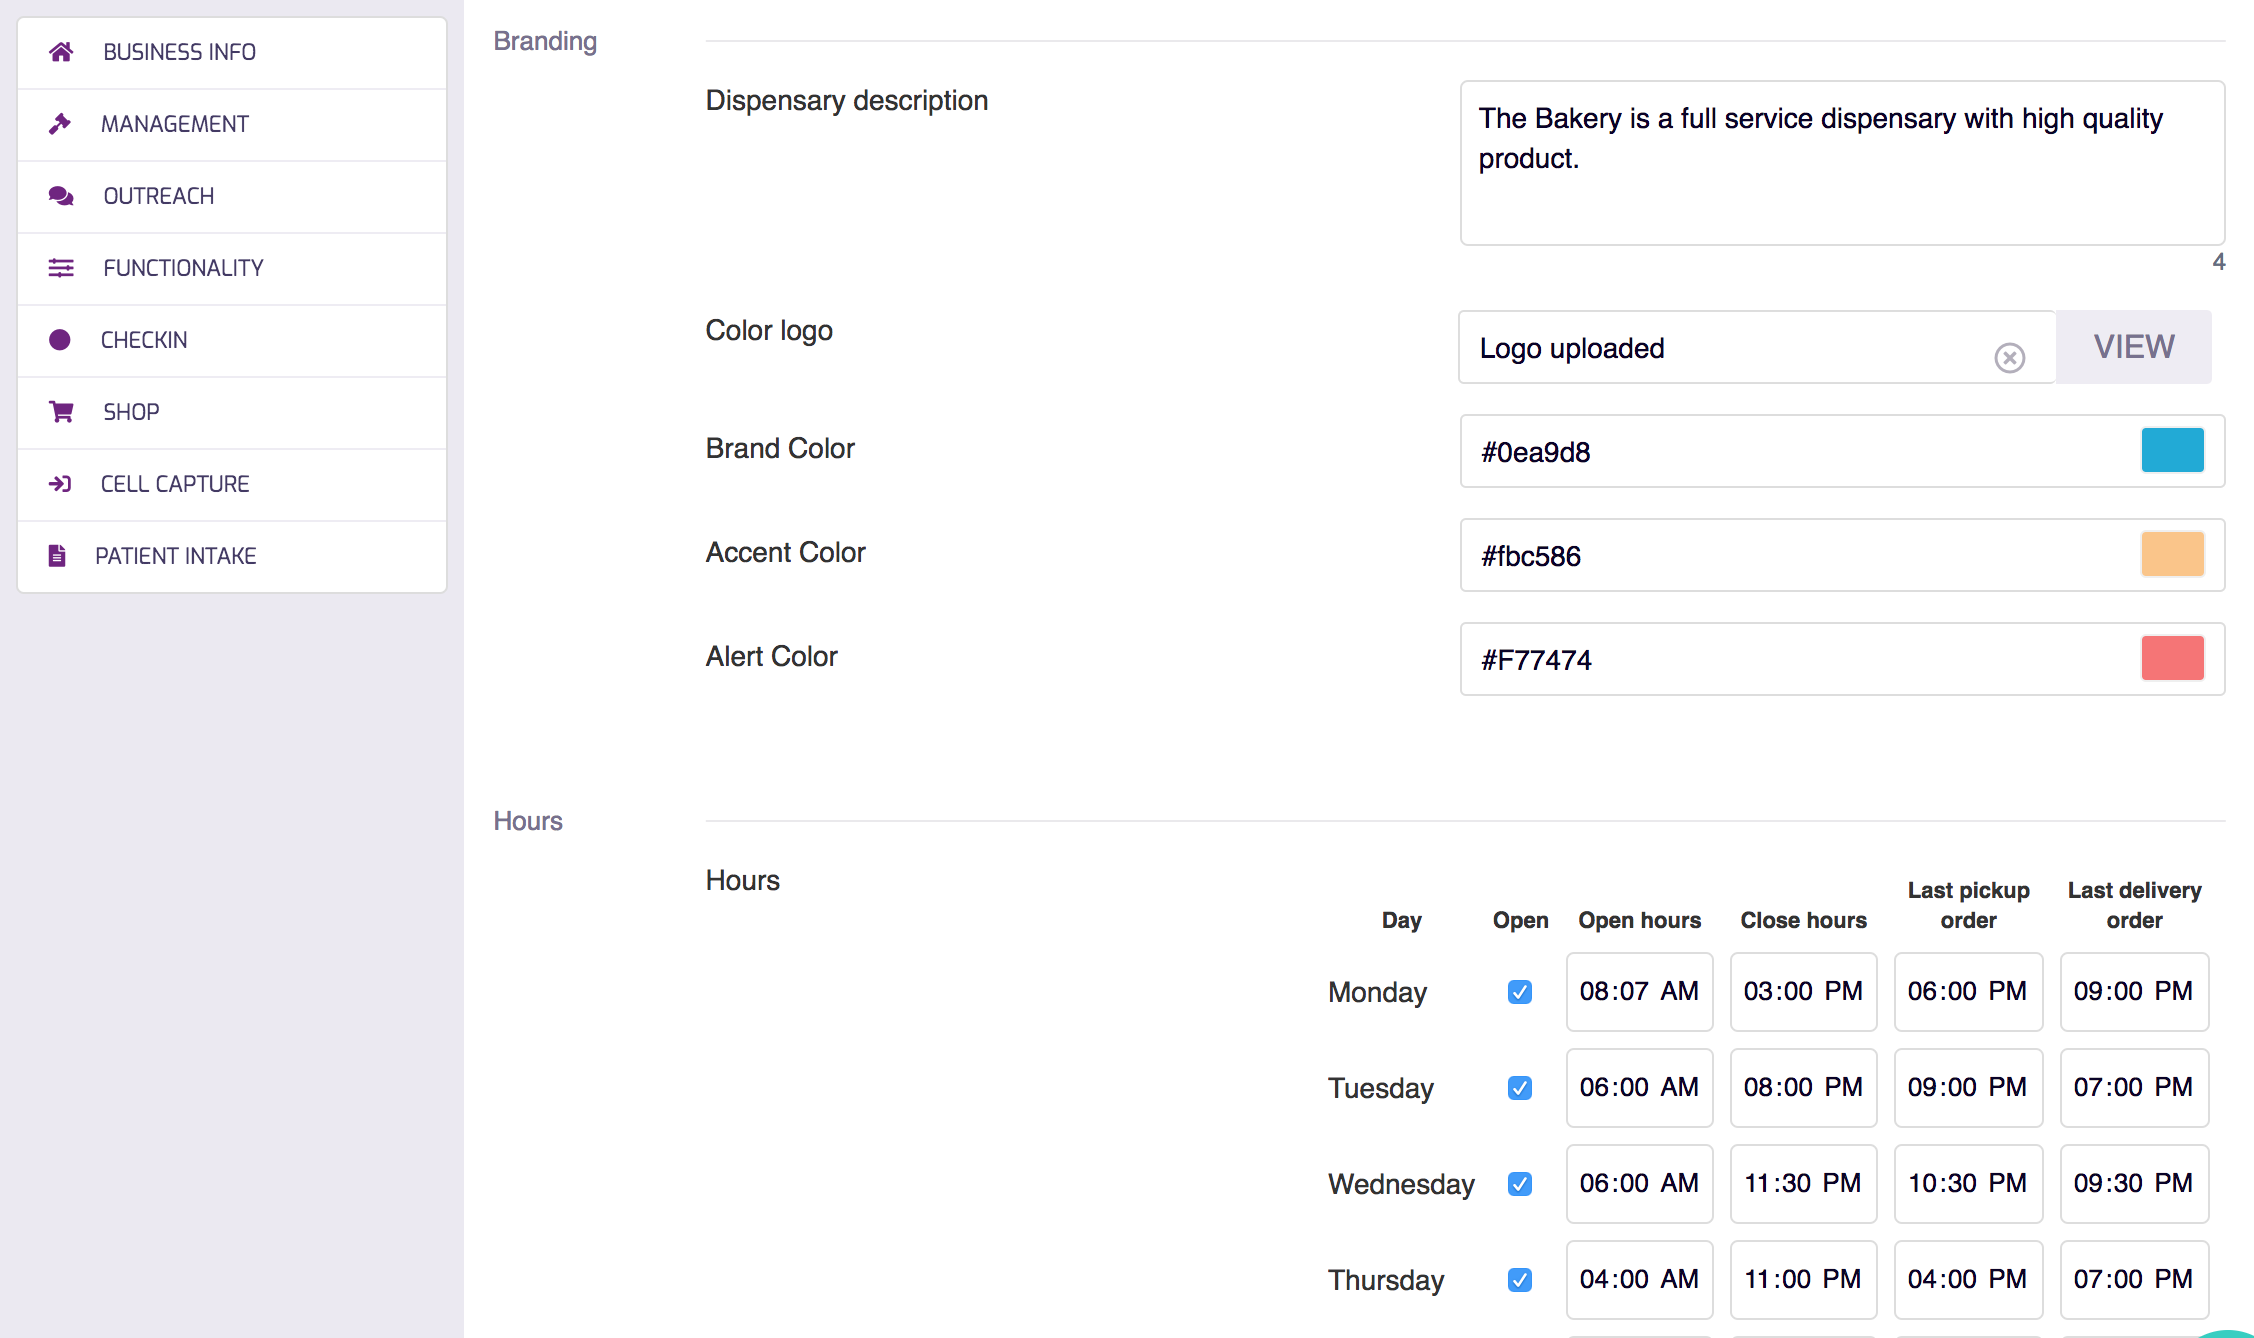 BUSINESS INFO
MANAGEMENT
OUTREACH
FUNCTIONALITY
CHECKIN
SHOP
CELL CAPTURE
PATIENT INTAKE
Branding
Dispensary description
The Bakery is a full service dispensary with high quality
product.
4
Color logo
Logo uploaded
VIEW
Brand Color
#0ea9d8
Accent Color
#fbc586
Alert Color
#F77474
Hours
Hours
Day Open Open hours Close hours Last pickup order Last delivery order
Monday 08:07 AM 03:00 PM 06:00 PM 09:00 PM
Tuesday 06:00 AM 08:00 PM 09:00 PM 07:00 PM
Wednesday 06:00 AM 11:30 PM 10:30 PM 09:30 PM
Thursday 04:00 AM 11:00 PM 04:00 PM 07:00 PM